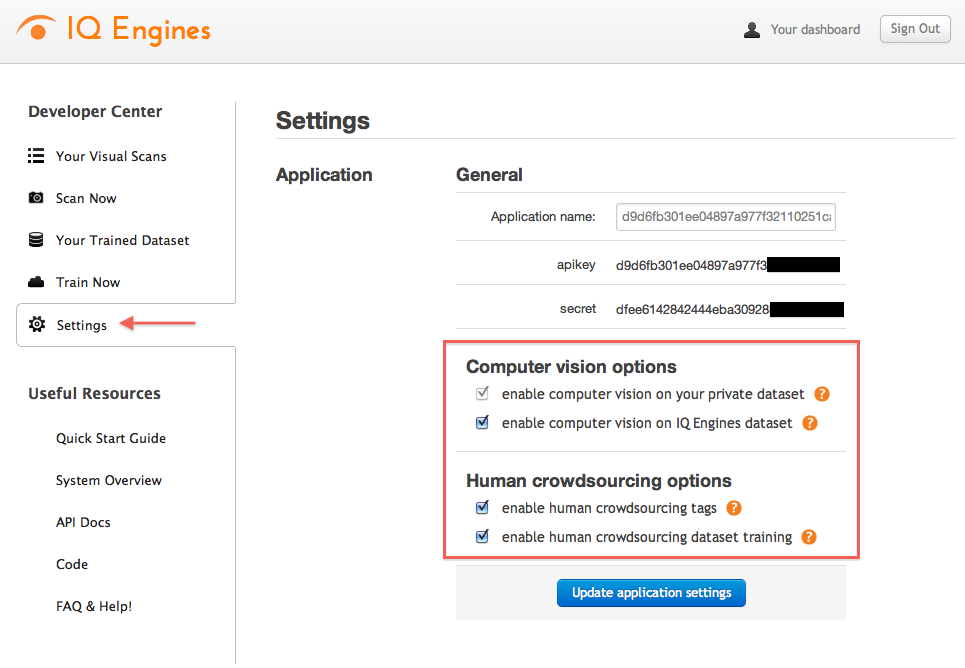 IQ Engines
Your dashboard
Sign Out
Developer Center
Your Visual Scans
Scan Now
Your Trained Dataset
Train Now
Settings
Useful Resources
Quick Start Guide
System Overview
API Docs
Code
FAQ & Help!
Settings
Application
General
Application name: d9d6fb301ee04897a977f32110251c
apikey d9d6fb301ee04897a977f3
secret dfee6142842444eba30928
Computer vision options
enable computer vision on your private dataset ?
enable computer vision on IQ Engines dataset ?
Human crowdsourcing options
enable human crowdsourcing tags ?
enable human crowdsourcing dataset training ?
Update application settings